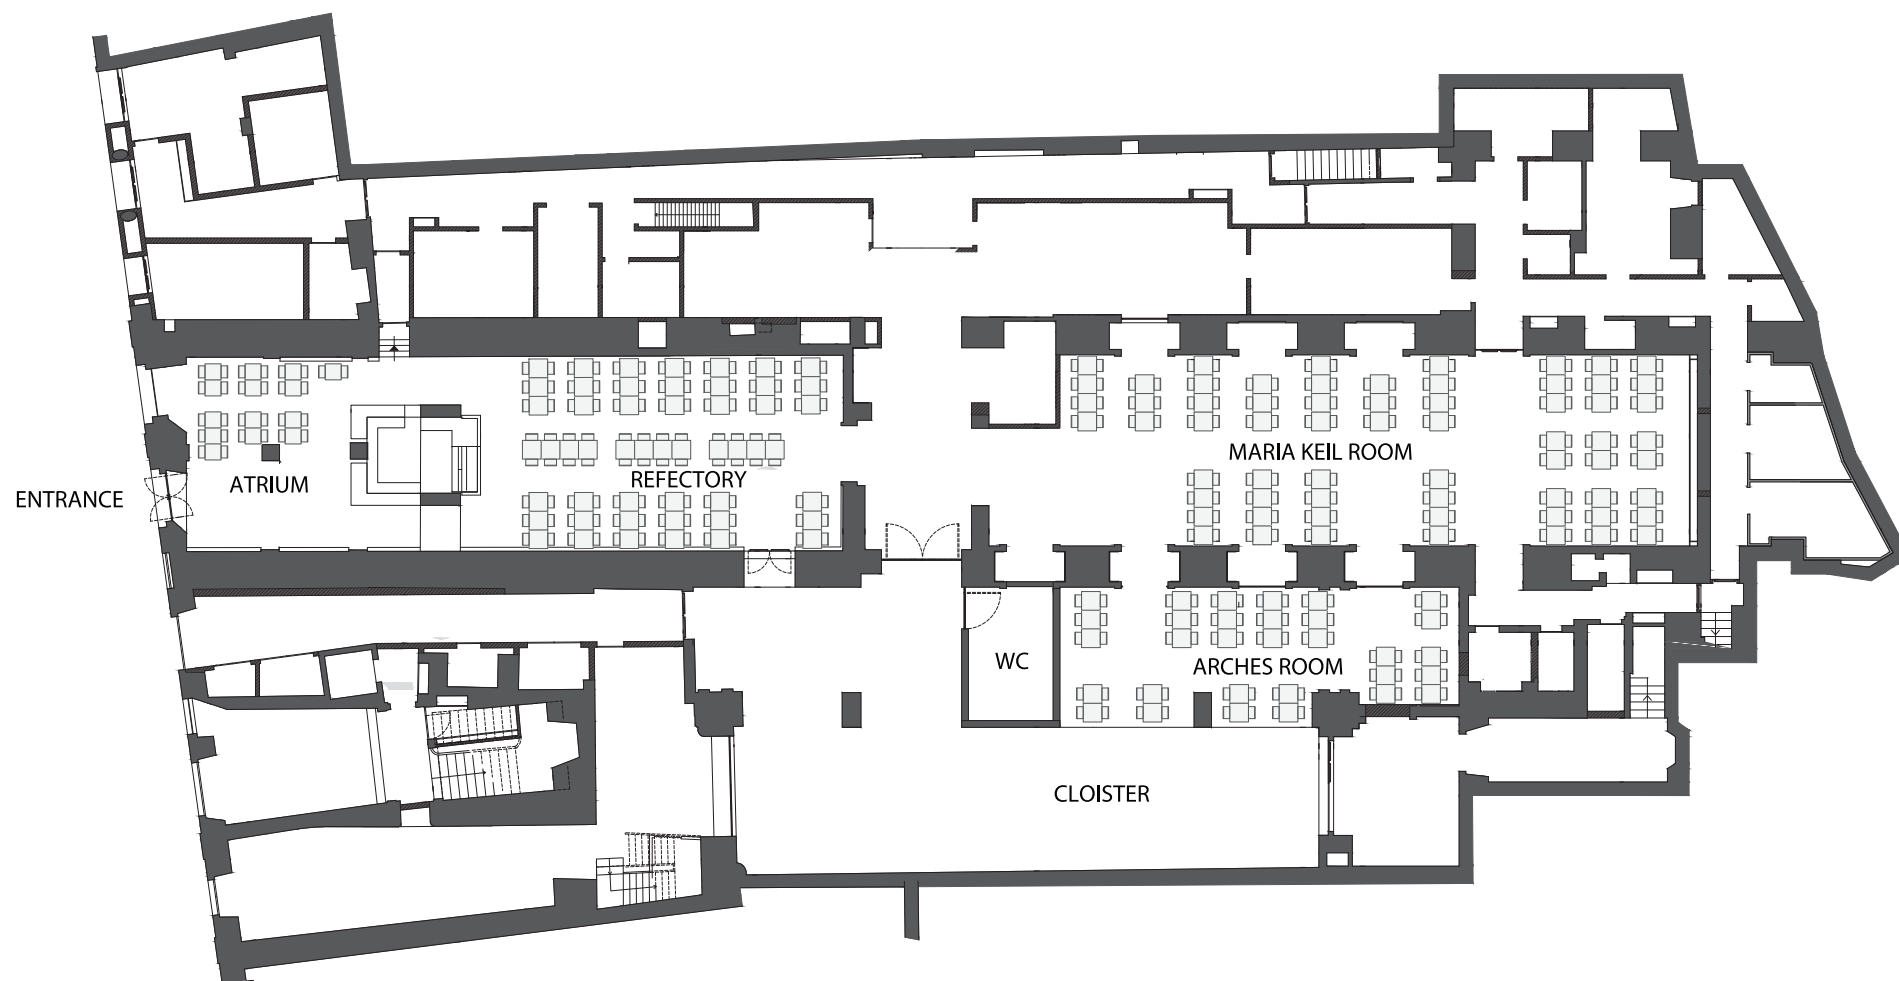 MARIA KEIL ROOM
REFECTORY
ATRIUM
ENTRANCE
WC
ARCHES ROOM
CLOISTER